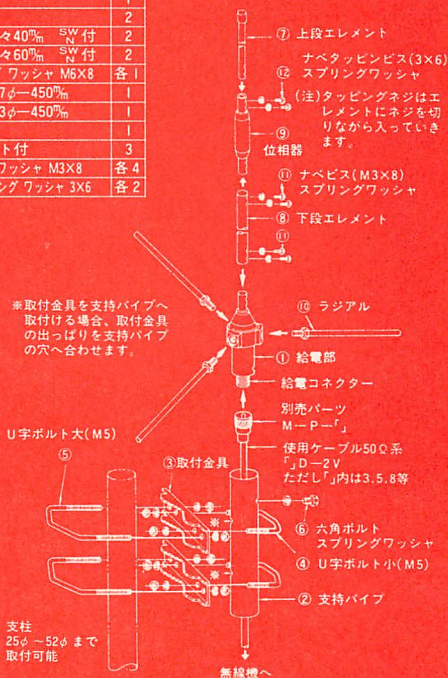 1
2
々40㎜ SW/N 付 2
々60㎜ SW/N 付 2
ワッシャ M6X8 各1
7φ—450㎜ 1
3φ—450㎜ 1
1
ト付 3
ワッシャ M3X8 各4
ング ワッシャ 3X6 各2
⑦ 上段エレメント
ナベタッピンビス(3×6)
スプリングワッシャ
⑫
(注)タッピングネジはエ
レメントにネジを切
りながら入っていき
ます。
⑨
位相器
⑪ ナベビス(M3×8)
スプリングワッシャ
⑧ 下段エレメント
⑪
※取付金具を支持パイプへ
取付ける場合、取付金具
の出っぱりを支持パイプ
の穴へ合わせます。
⑩ ラジアル
① 給電部
給電コネクター
別売パーツ
M—P—「」
使用ケーブル50Ω系
「」D—2V
ただし「」内は3.5.8等
U字ボルト大(M5)
⑤
③取付金具
※
※
⑥ 六角ボルト
スプリングワッシャ
④ U字ボルト小(M5)
② 支持パイプ
支柱
25φ~52φまで
取付可能
無線機へ